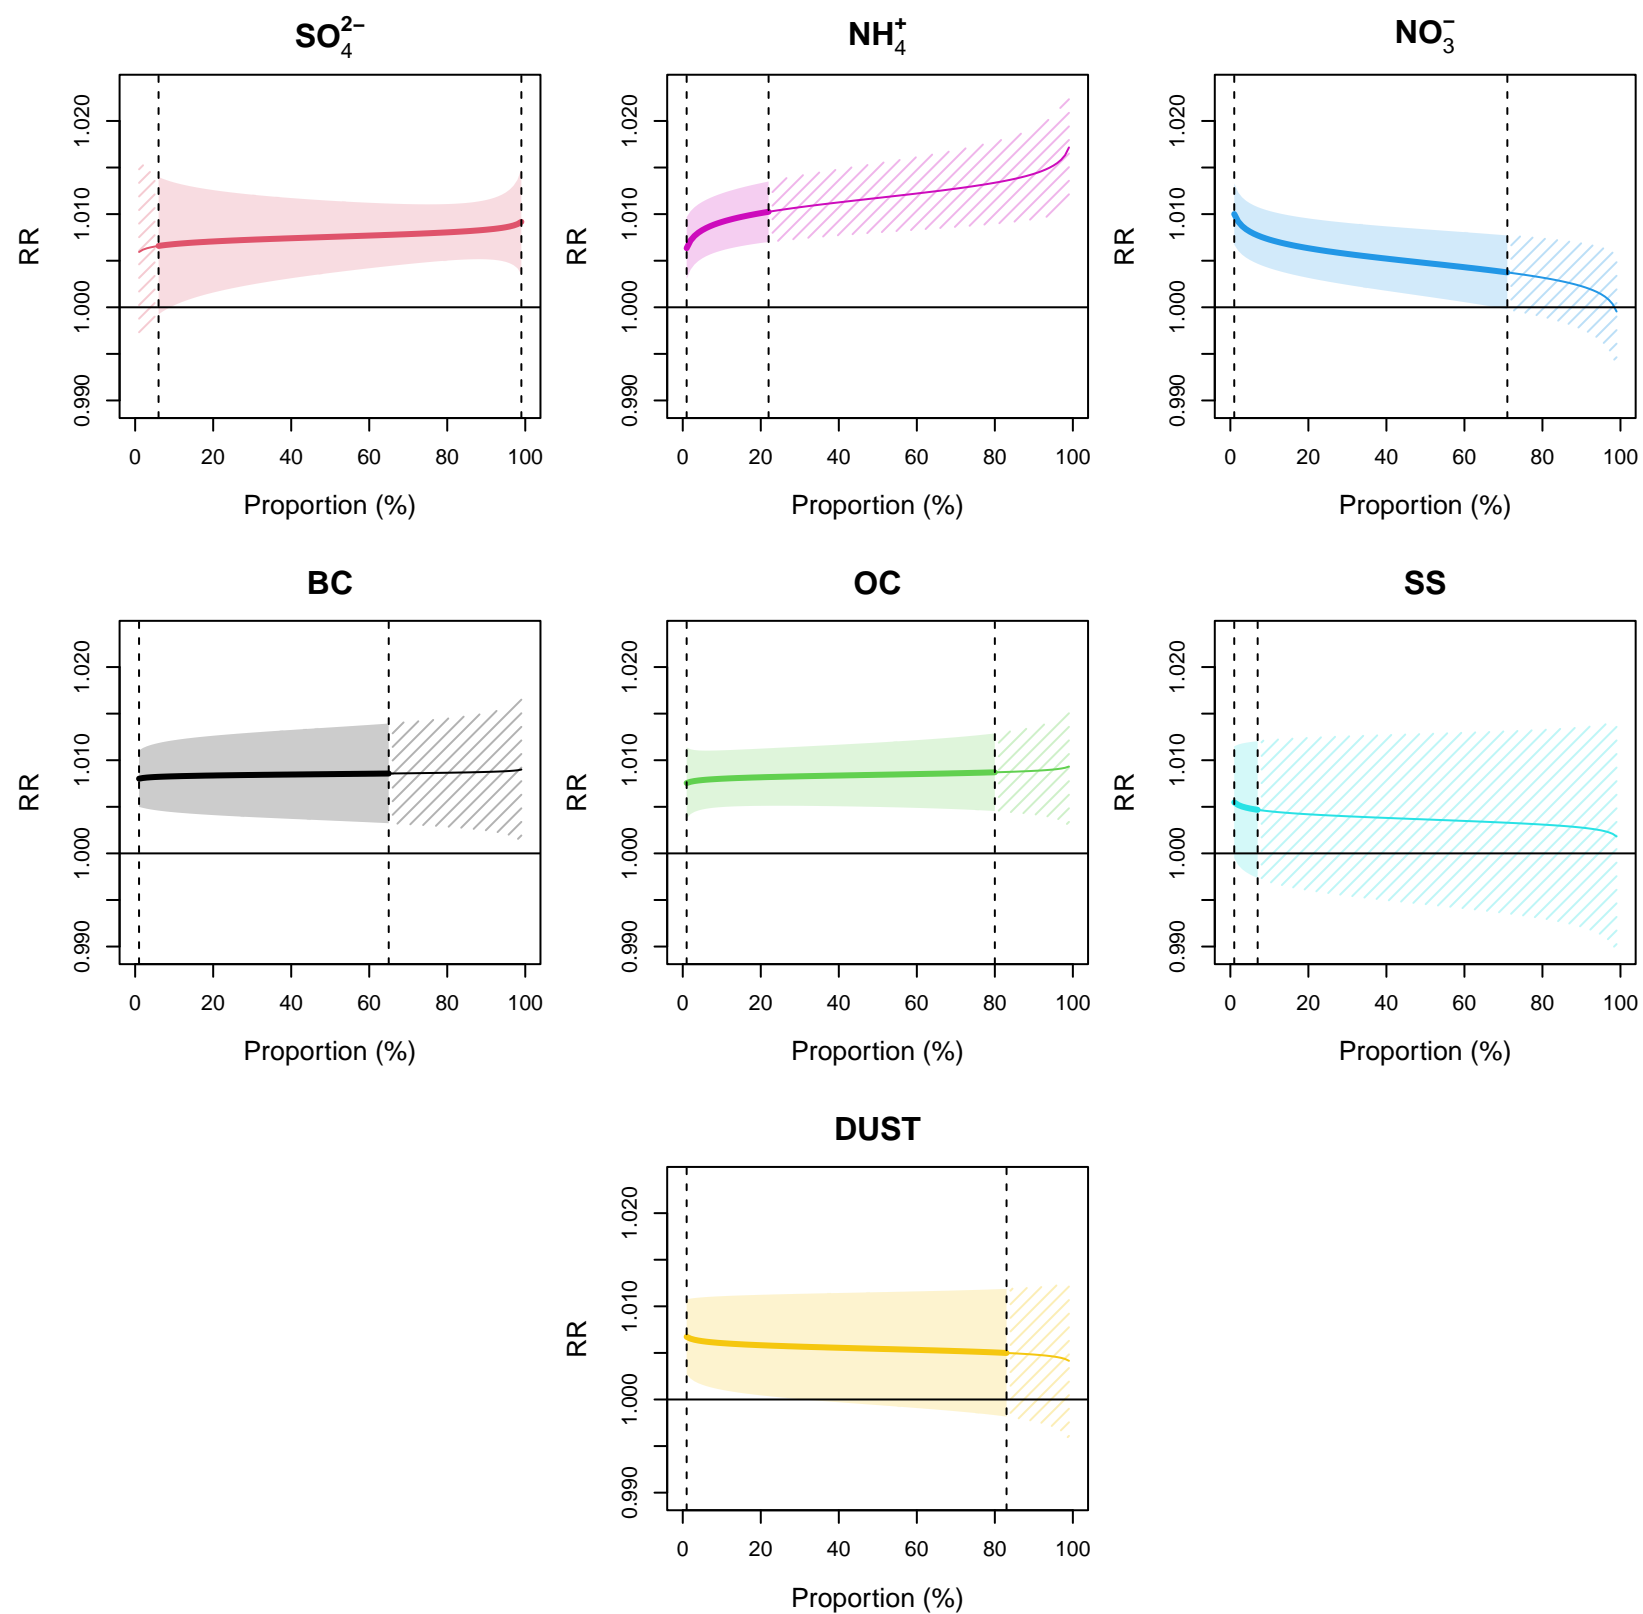 SO₄²⁻ NH₄⁺ NO₃⁻
RR RR RR
1.020 1.020 1.020
1.010 1.010 1.010
1.000 1.000 1.000
0.990 0.990 0.990
0 20 40 60 80 100 0 20 40 60 80 100 0 20 40 60 80 100
Proportion (%) Proportion (%) Proportion (%)
BC OC SS
RR RR RR
1.020 1.020 1.020
1.010 1.010 1.010
1.000 1.000 1.000
0.990 0.990 0.990
0 20 40 60 80 100 0 20 40 60 80 100 0 20 40 60 80 100
Proportion (%) Proportion (%) Proportion (%)
DUST
RR
1.020
1.010
1.000
0.990
0 20 40 60 80 100
Proportion (%)